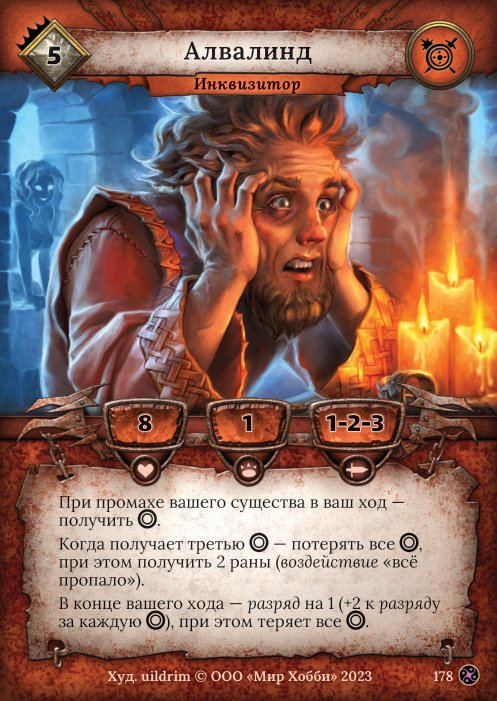 5
Алвалинд
Инквизитор
8
1
1-2-3
При промахе вашего существа в ваш ход —
получить .
Когда получает третью  — потерять все ,
при этом получить 2 раны (воздействие «всё
пропало»).
В конце вашего хода — разряд на 1 (+2 к разряду
за каждую ), при этом теряет все .
Худ. uildrim © ООО «Мир Хобби» 2023
178